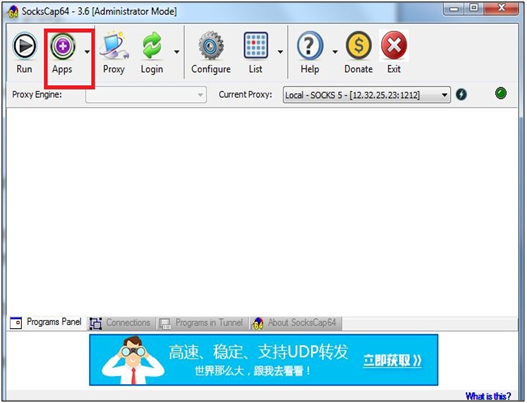 SocksCap64 - 3.6 [Administrator Mode]
Run Apps Proxy Login Configure List Help Donate Exit
Proxy Engine: Current Proxy: Local - SOCKS 5 - [12.32.25.23:1212]
Programs Panel Connections Programs in Tunnel About SocksCap64
高速、稳定、支持UDP转发
世界那么大，跟我去看看！
立即获取
What is this?